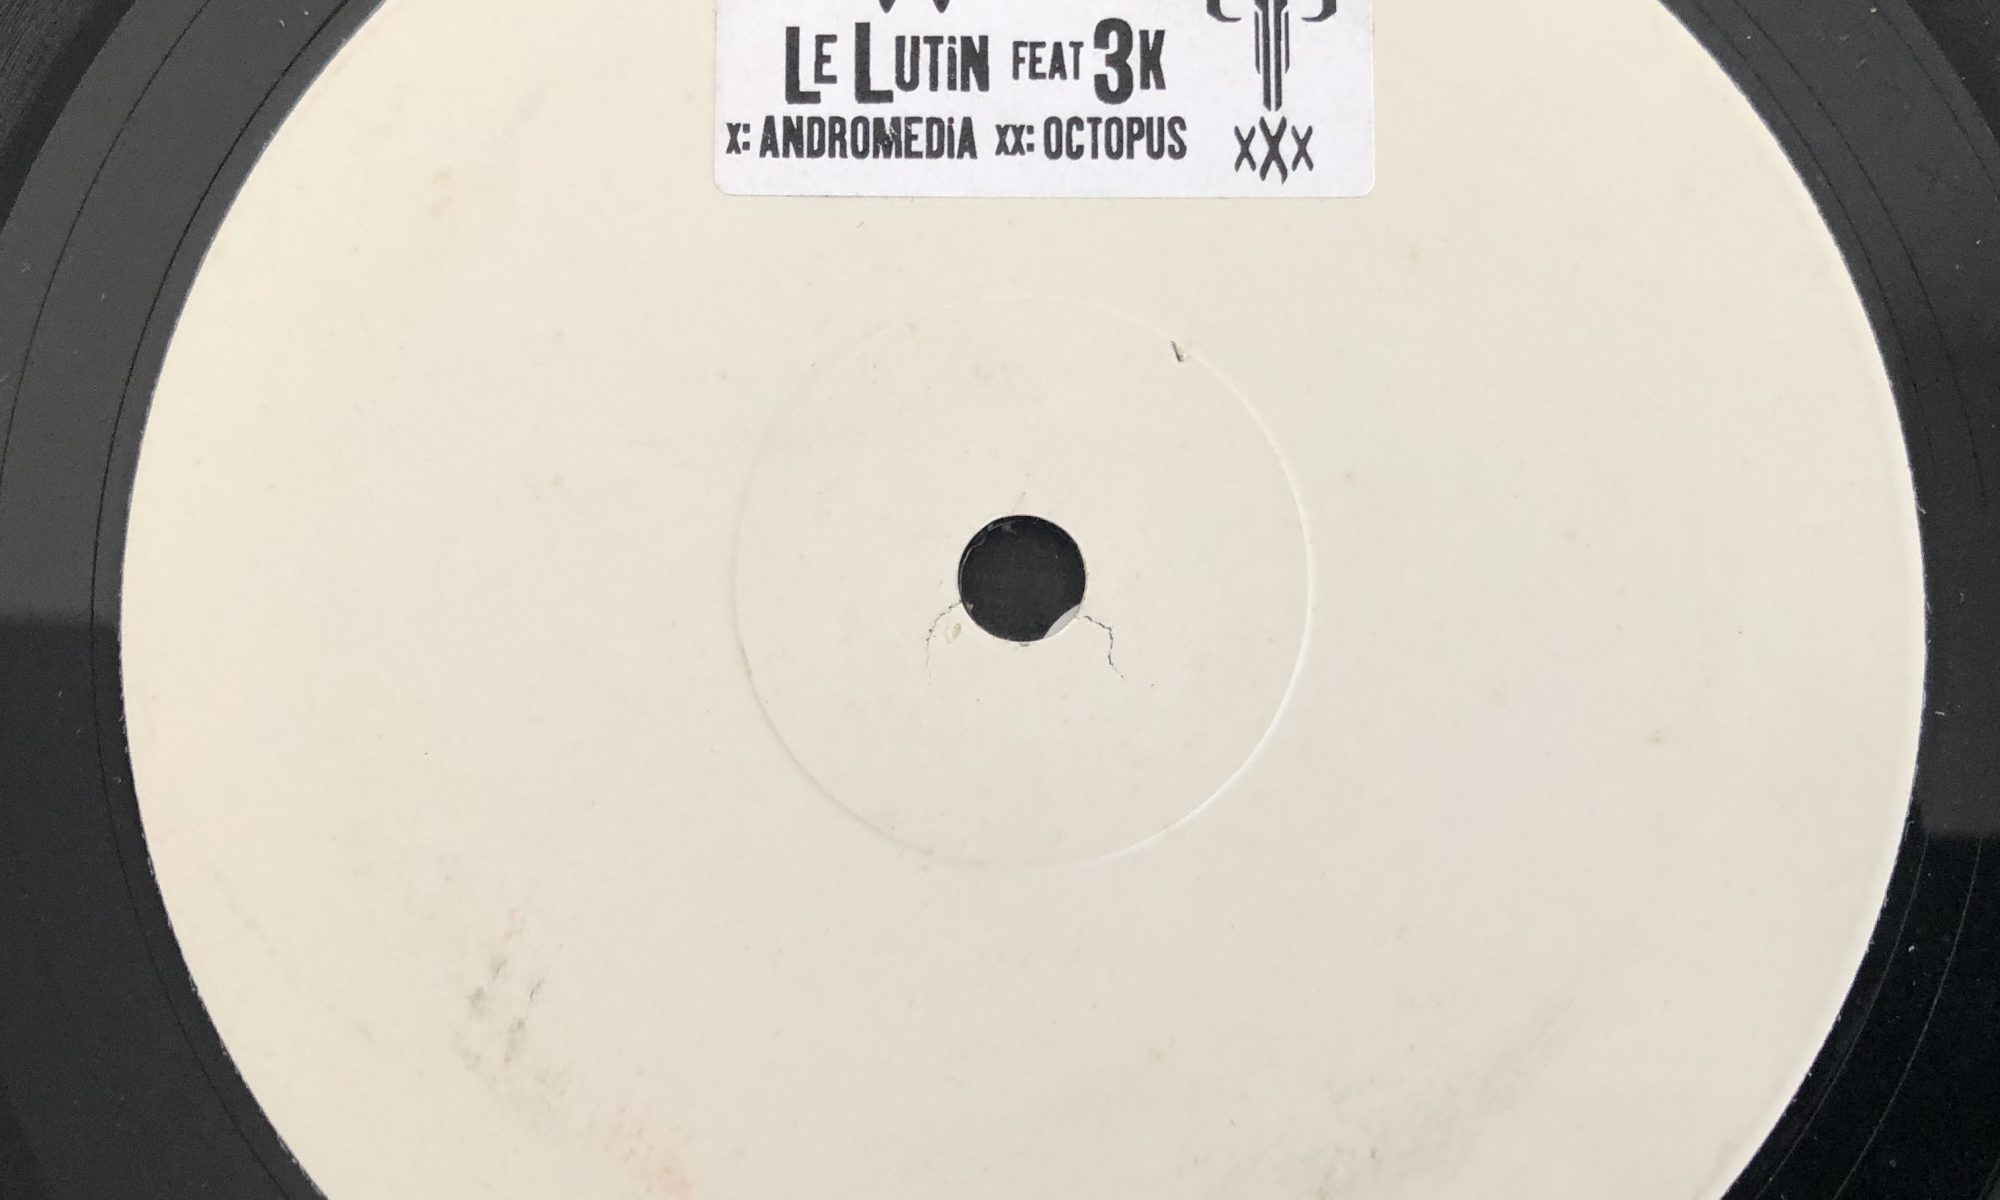 LE LUTiN FEAT 3K
X: ANDROMEDiA XX: OCTOPUS
XXX